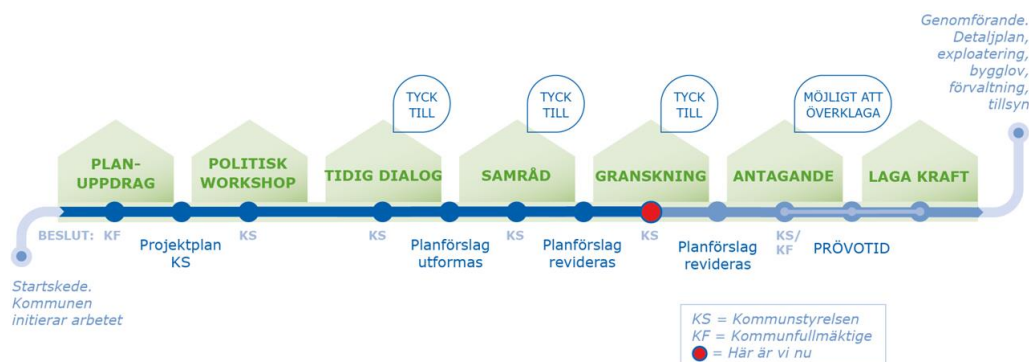 Genomförande.
Detaljplan,
exploatering,
bygglov,
förvaltning,
tillsyn
TYCK
TILL
TYCK
TILL
TYCK
TILL
MÖJLIGT ATT
ÖVERKLAGA
PLAN-
UPPDRAG
POLITISK
WORKSHOP
TIDIG DIALOG
SAMRÅD
GRANSKNING
ANTAGANDE
LAGA KRAFT
BESLUT: KF
Projektplan
KS
KS
KS
Planförslag
utformas
KS
Planförslag
revideras
KS
Planförslag
revideras
KS/
KF
PRÖVOTID
Startskede.
Kommunen
initierar arbetet
KS = Kommunstyrelsen
KF = Kommunfullmäktige
= Här är vi nu